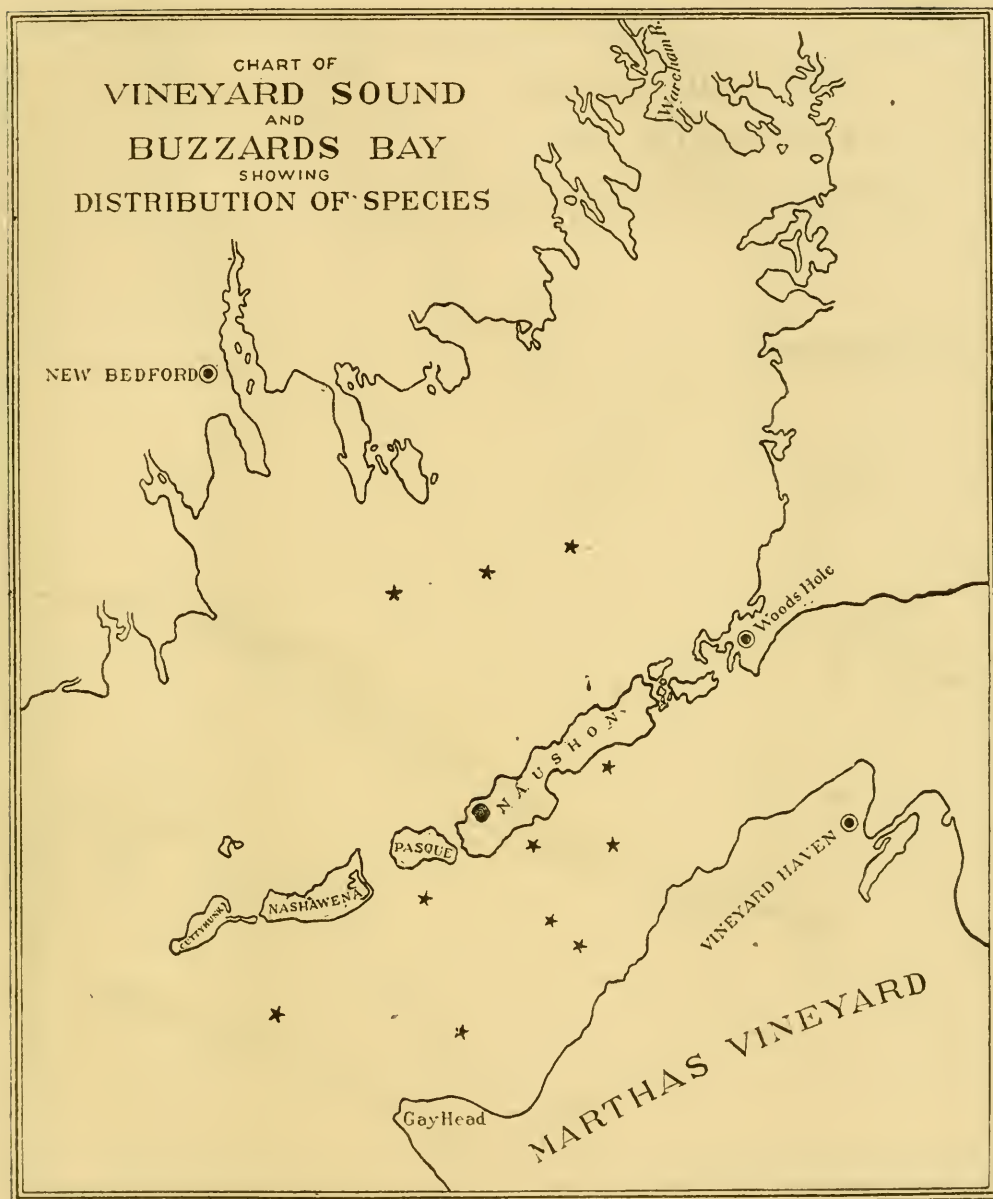 CHART OF
VINEYARD SOUND
AND
BUZZARDS BAY
SHOWING
DISTRIBUTION OF SPECIES
Wareham R.
NEW BEDFORD
Woods Hole
NAUSHON
PASQUE
NASHAWENA
CUTTYHUNK
VINEYARD HAVEN
MARTHAS VINEYARD
Gay Head